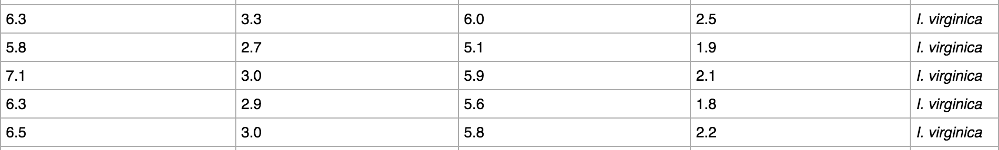 6.3 3.3 6.0 2.5 I. virginica
5.8 2.7 5.1 1.9 I. virginica
7.1 3.0 5.9 2.1 I. virginica
6.3 2.9 5.6 1.8 I. virginica
6.5 3.0 5.8 2.2 I. virginica